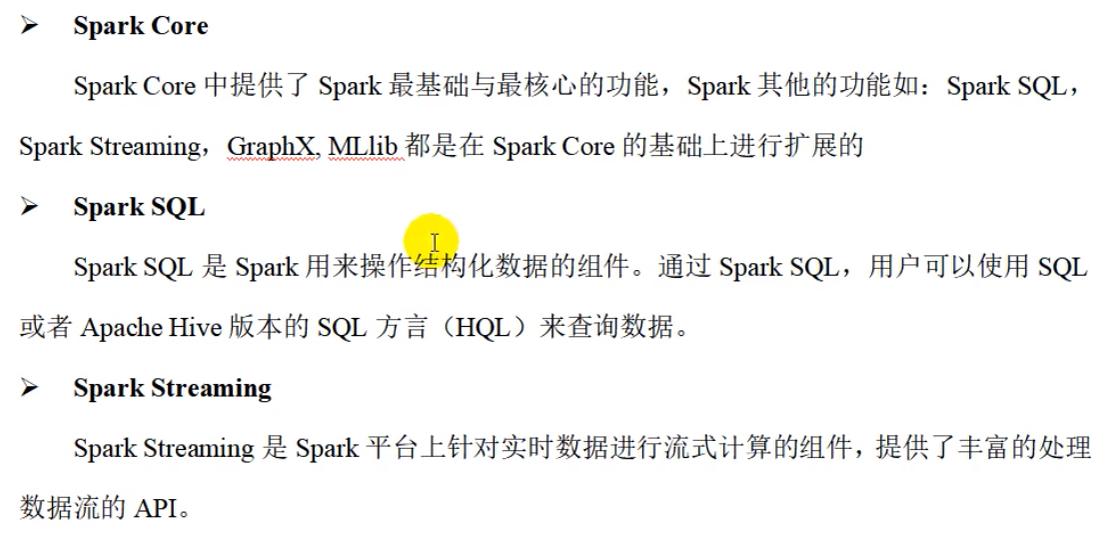 ➢ Spark Core
Spark Core 中提供了 Spark 最基础与最核心的功能，Spark 其他的功能如：Spark SQL，
Spark Streaming，GraphX, MLlib 都是在 Spark Core 的基础上进行扩展的
➢ Spark SQL
Spark SQL 是 Spark 用来操作结构化数据的组件。通过 Spark SQL，用户可以使用 SQL
或者 Apache Hive 版本的 SQL 方言（HQL）来查询数据。
➢ Spark Streaming
Spark Streaming 是 Spark 平台上针对实时数据进行流式计算的组件，提供了丰富的处理
数据流的 API。